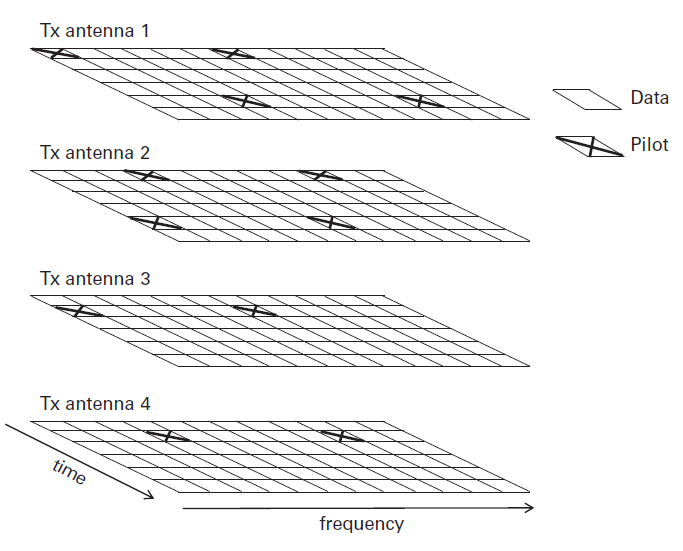 Tx antenna 1
Data
Pilot
Tx antenna 2
Tx antenna 3
Tx antenna 4
time
frequency